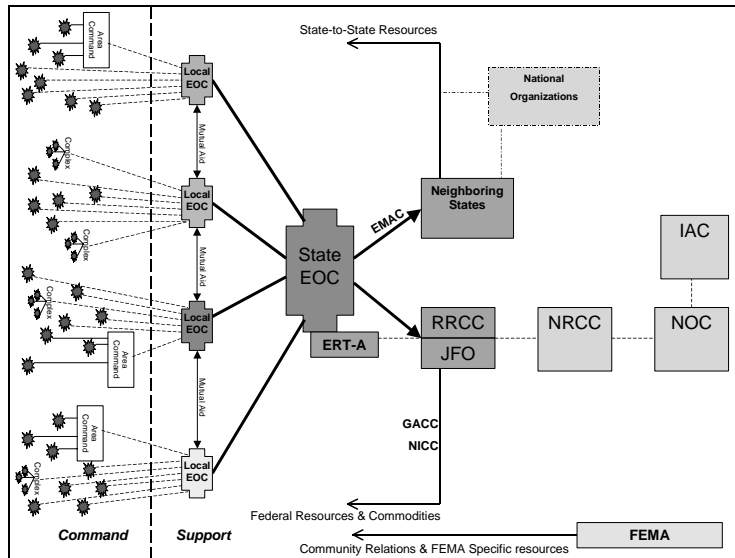 State-to-State Resources
Area
Command
Local
EOC
National
Organizations
Mutual Aid
Complex
Local
EOC
Neighboring
States
EMAC
Complex
State
EOC
IAC
Mutual Aid
Complex
Local
EOC
Area
Command
ERT-A
RRCC
JFO
NRCC
NOC
Mutual Aid
Area
Command
GACC
NICC
Local
EOC
Complex
Federal Resources & Commodities
Command
Support
FEMA
Community Relations & FEMA Specific resources